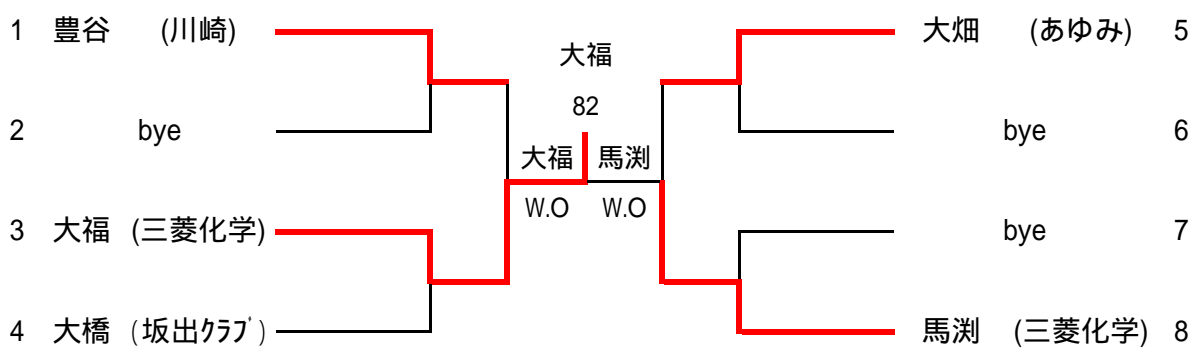 1 豊谷 (川崎)
2 bye
3 大福 (三菱化学)
4 大橋 (坂出ｸﾗﾌﾞ)
大福
82
大福 馬渕
W.O W.O
大畑 (あゆみ) 5
bye 6
bye 7
馬渕 (三菱化学) 8